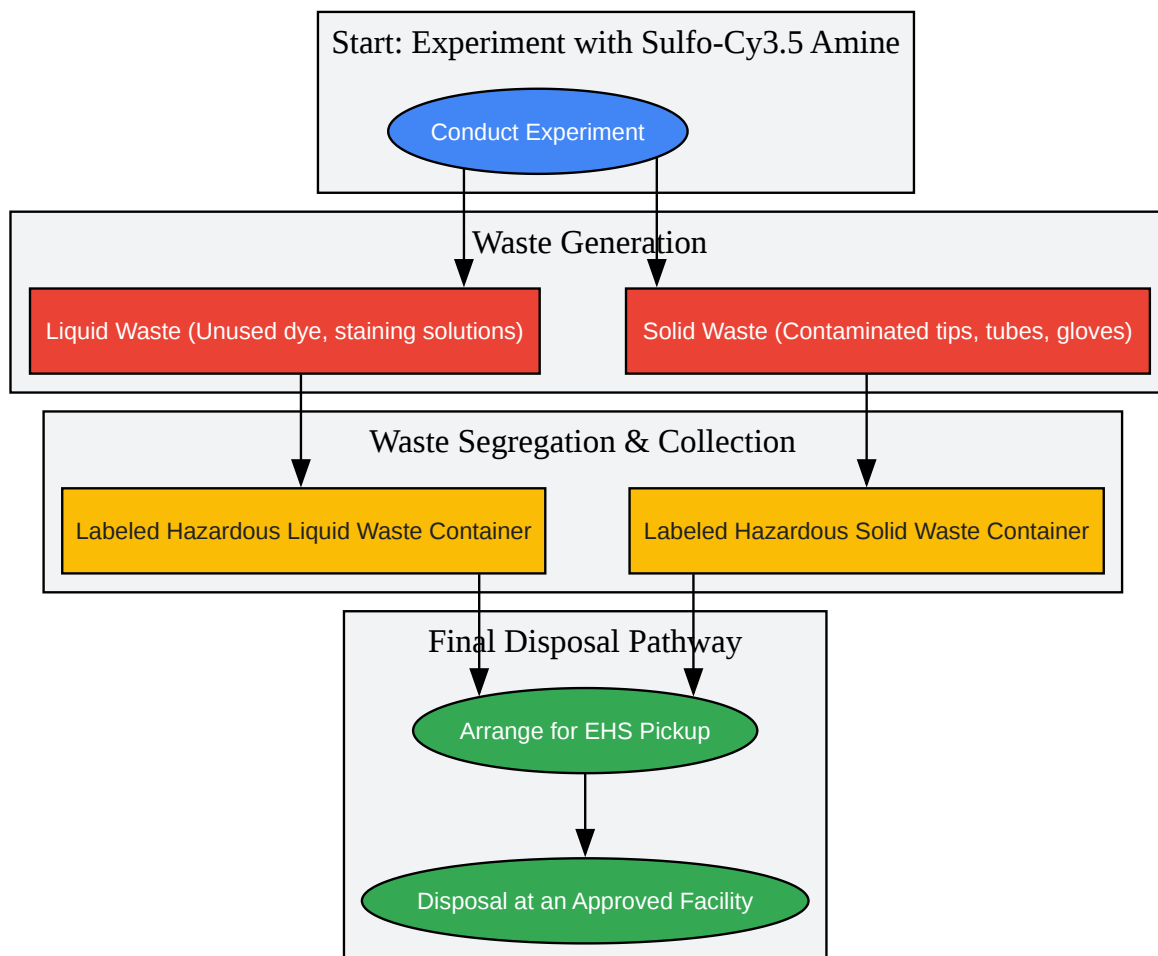 Start: Experiment with Sulfo-Cy3.5 Amine
Conduct Experiment
Waste Generation
Liquid Waste (Unused dye, staining solutions)
Solid Waste (Contaminated tips, tubes, gloves)
Waste Segregation & Collection
Labeled Hazardous Liquid Waste Container
Labeled Hazardous Solid Waste Container
Final Disposal Pathway
Arrange for EHS Pickup
Disposal at an Approved Facility